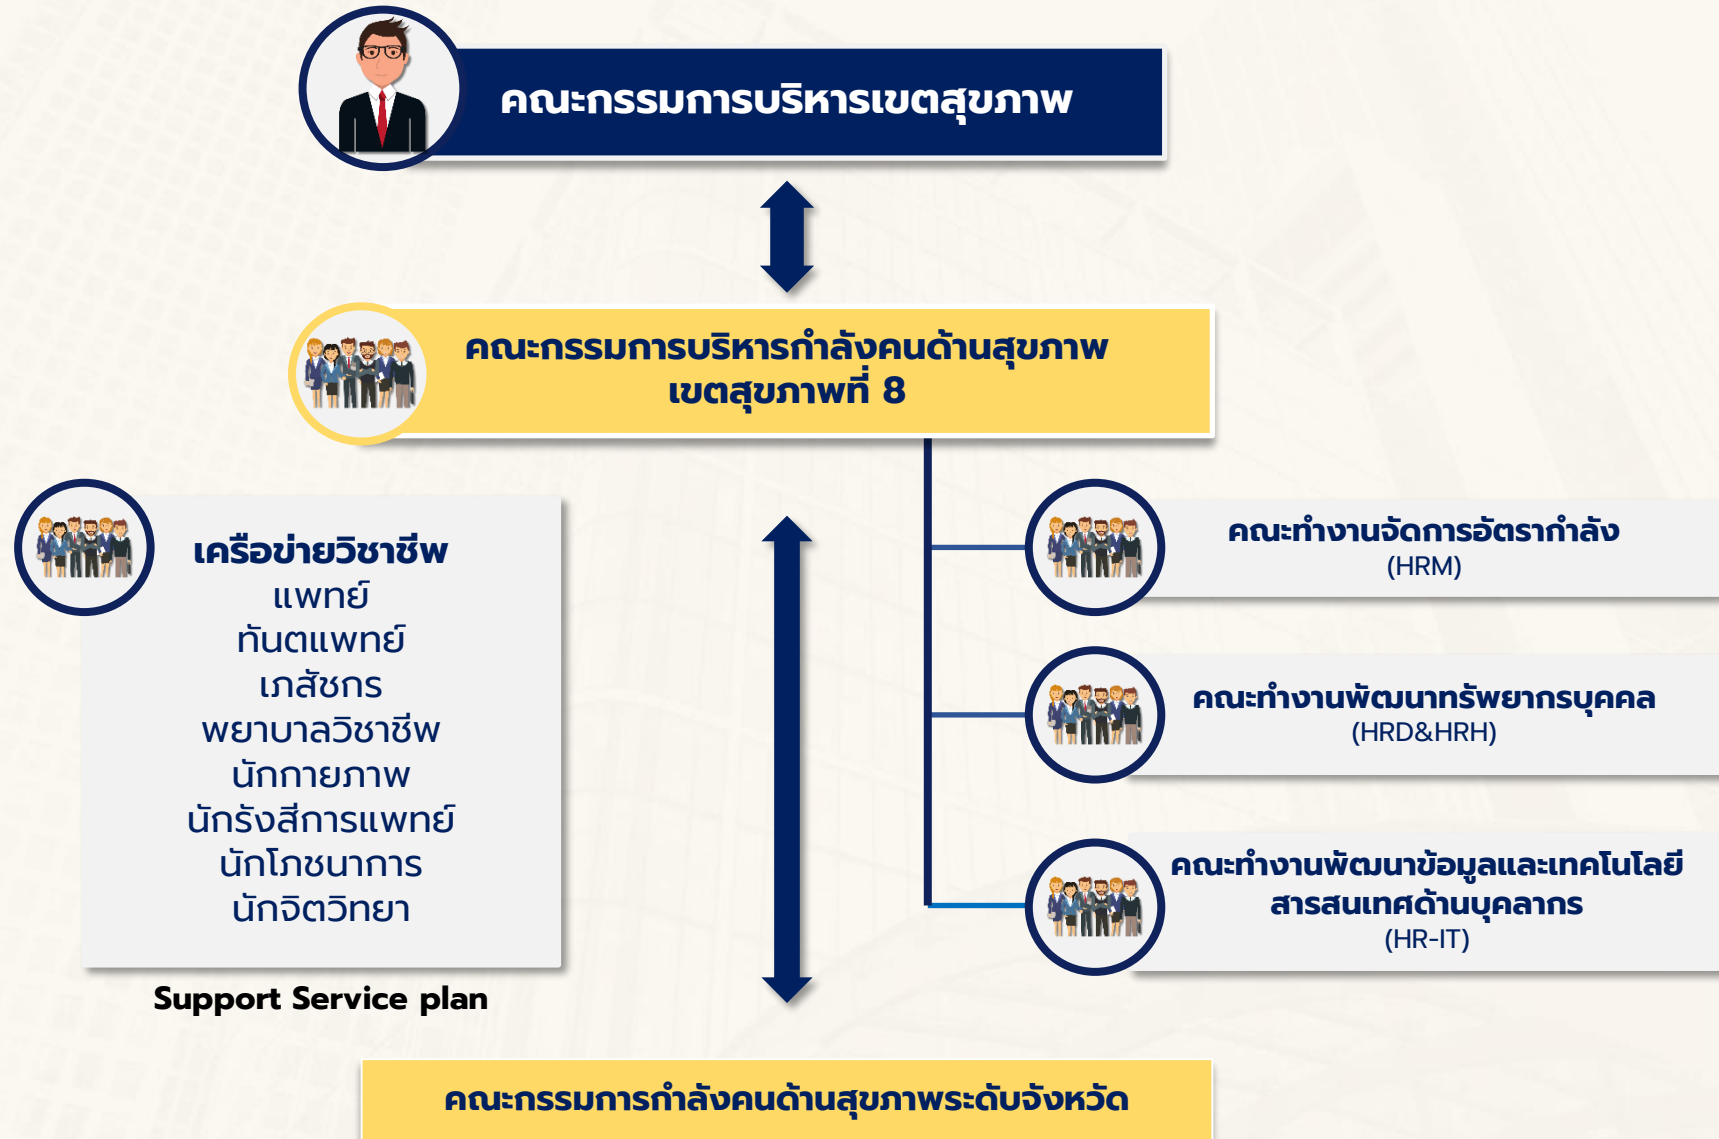 คณะกรรมการบริหารเขตสุขภาพ
คณะกรรมการบริหารกำลังคนด้านสุขภาพ
เขตสุขภาพที่ 8
เครือข่ายวิชาชีพ
แพทย์
ทันตแพทย์
เภสัชกร
พยาบาลวิชาชีพ
นักกายภาพ
นักรังสีการแพทย์
นักโภชนาการ
นักจิตวิทยา
Support Service plan
คณะทำงานจัดการอัตรากำลัง
(HRM)
คณะทำงานพัฒนาทรัพยากรบุคคล
(HRD&HRH)
คณะทำงานพัฒนาข้อมูลและเทคโนโลยี
สารสนเทศด้านบุคลากร
(HR-IT)
คณะกรรมการกำลังคนด้านสุขภาพระดับจังหวัด